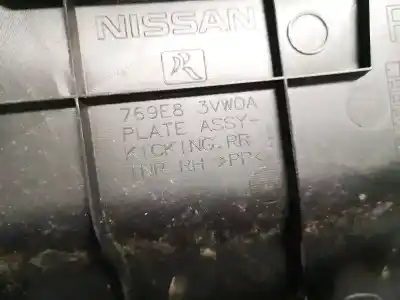 NISSAN
769E8 3VW0A
PLATE ASSY-
KICKING.RR
INR RH >PP<